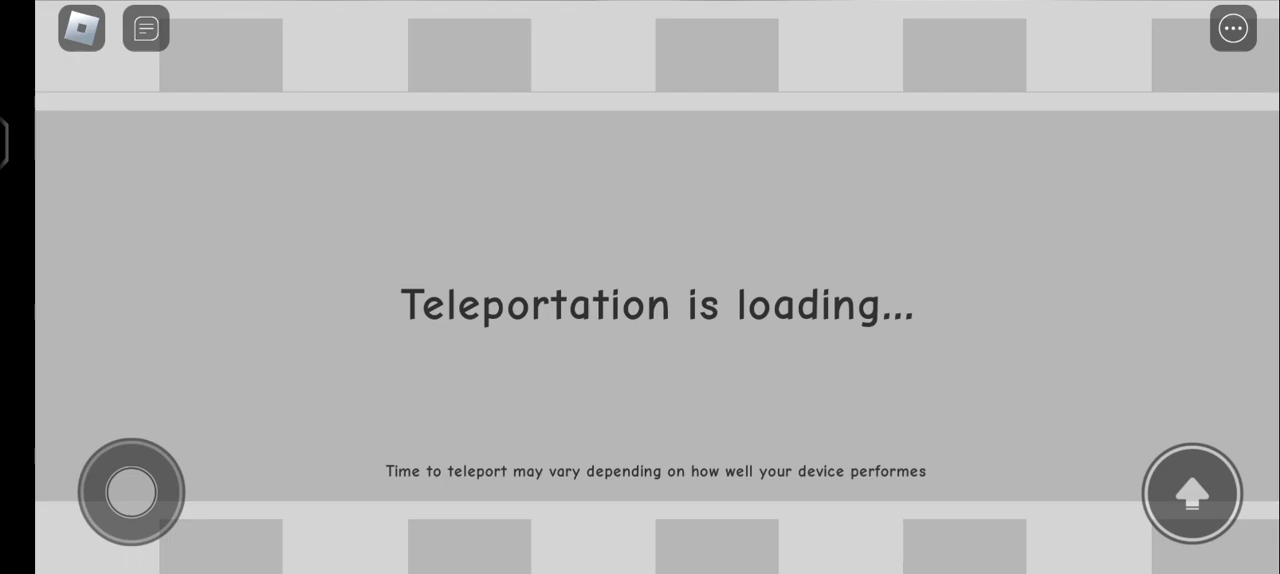 Teleportation is loading...
Time to teleport may vary depending on how well your device performes